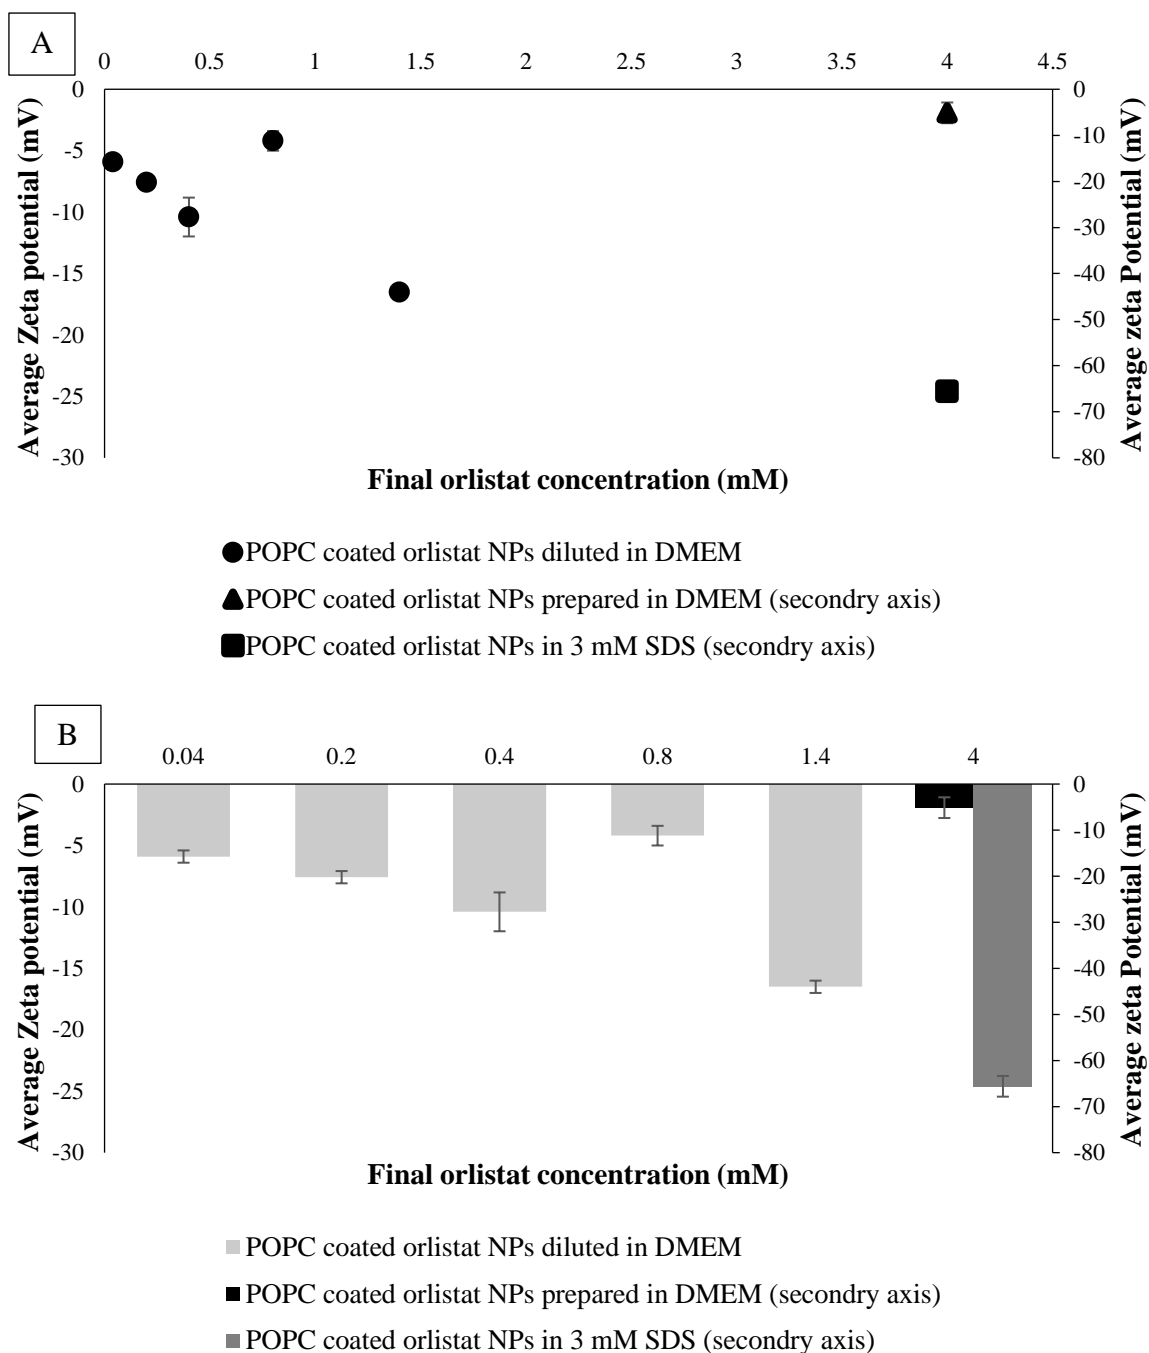 A
0 0.5 1 1.5 2 2.5 3 3.5 4 4.5
0
-5
-10
-15
-20
-25
-30
Average Zeta potential (mV)
0
-10
-20
-30
-40
-50
-60
-70
-80
Average zeta Potential (mV)
Final orlistat concentration (mM)
POPC coated orlistat NPs diluted in DMEM
POPC coated orlistat NPs prepared in DMEM (secondry axis)
POPC coated orlistat NPs in 3 mM SDS (secondry axis)
B
0.04 0.2 0.4 0.8 1.4 4
0
-5
-10
-15
-20
-25
-30
Average Zeta potential (mV)
0
-10
-20
-30
-40
-50
-60
-70
-80
Average zeta Potential (mV)
Final orlistat concentration (mM)
POPC coated orlistat NPs diluted in DMEM
POPC coated orlistat NPs prepared in DMEM (secondry axis)
POPC coated orlistat NPs in 3 mM SDS (secondry axis)